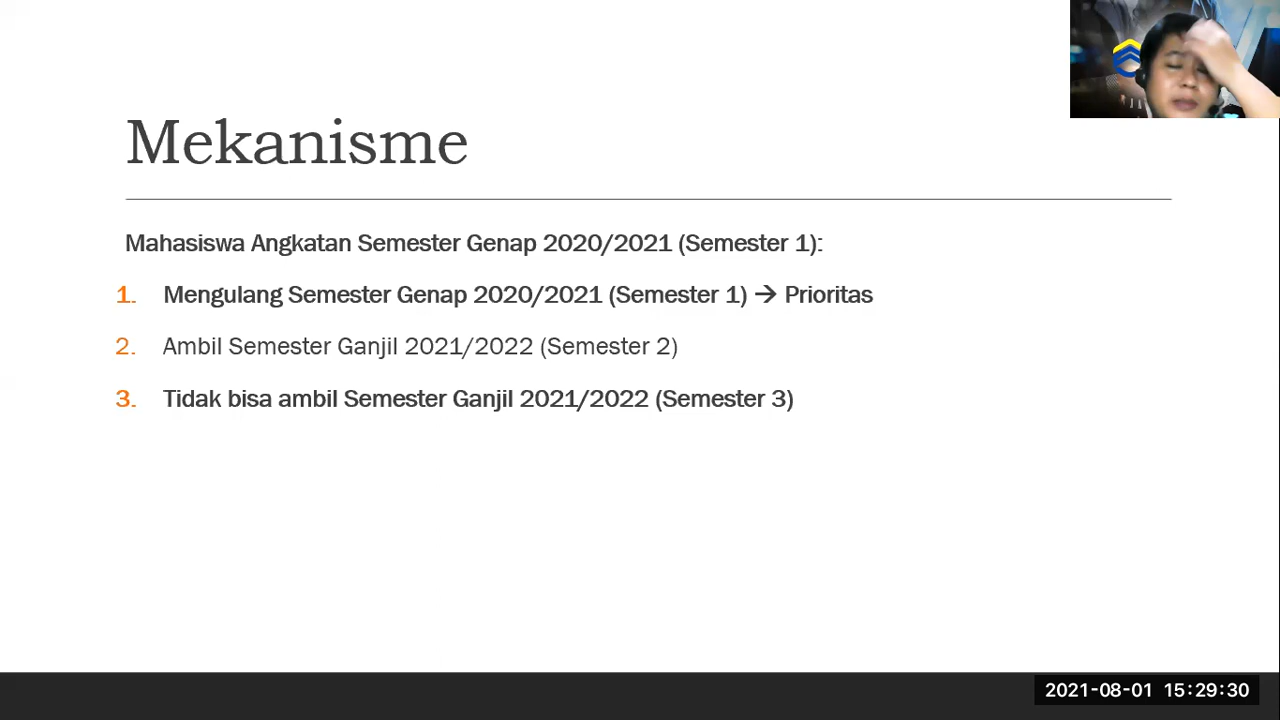 Mekanisme
Mahasiswa Angkatan Semester Genap 2020/2021 (Semester 1):
1. Mengulang Semester Genap 2020/2021 (Semester 1) → Prioritas
2. Ambil Semester Ganjil 2021/2022 (Semester 2)
3. Tidak bisa ambil Semester Ganjil 2021/2022 (Semester 3)
2021-08-01 15:29:30